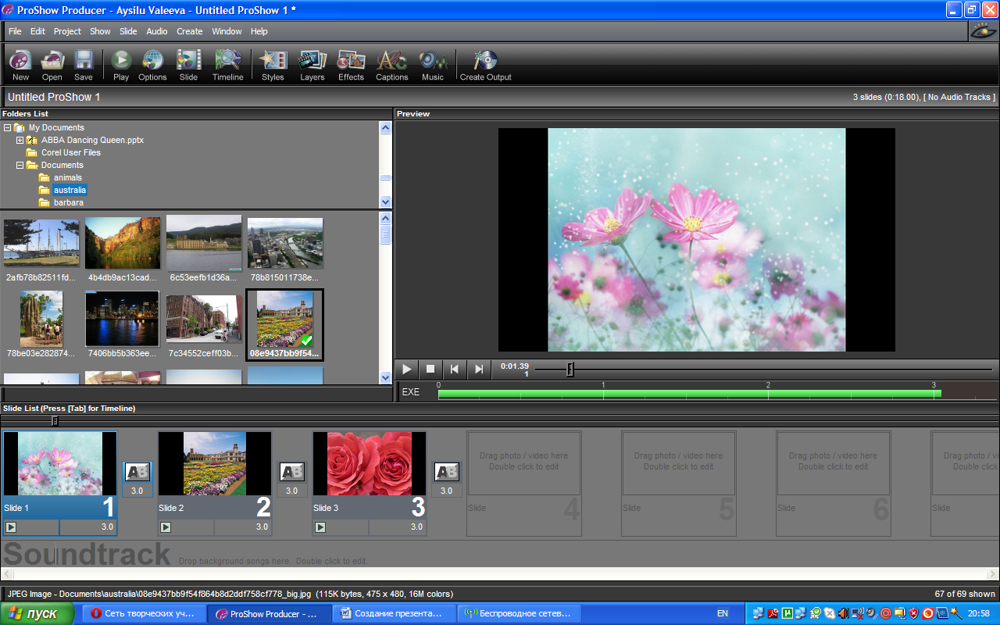 ProShow Producer - Aysilu Valeeva - Untitled ProShow 1 *
File Edit Project Show Slide Audio Create Window Help
New Open Save Play Options Slide Timeline Styles Layers Effects Captions Music Create Output
Untitled ProShow 1
3 slides (0:18.00), [ No Audio Tracks ]
Folders List
My Documents
ABBA Dancing Queen.pptx
Corel User Files
Documents
animals
australia
barbara
2afb78b82511fd... 4b4db9ac13cad... 6c53eefb1d36a... 78b815011738e...
78be03e282874... 7406bb5b363ee... 7c34552ceff03b... 08e9437bb9f54...
Preview
0:01.39
1
EXE 0 1 2 3
Slide List (Press [Tab] for Timeline)
AB AB AB
3.0 3.0 3.0
Drag photo / video here Drag photo / video here Drag photo / video here Drag photo / v
Double click to edit Double click to edit Double click to edit Double click
Slide 1 1 Slide 2 2 Slide 3 3 Slide 4 Slide 5 Slide 6 Slide
3.0 3.0 3.0
Soundtrack Drop background songs here. Double click to edit.
JPEG Image - Documents\australia\08e9437bb9f54f864b8d2ddf758cf778_big.jpg (115K bytes, 475 x 480, 16M colors)
67 of 69 shown
пуск Сеть творческих уч... ProShow Producer - ... Создание презента... Беспроводное сетев... EN 20:58